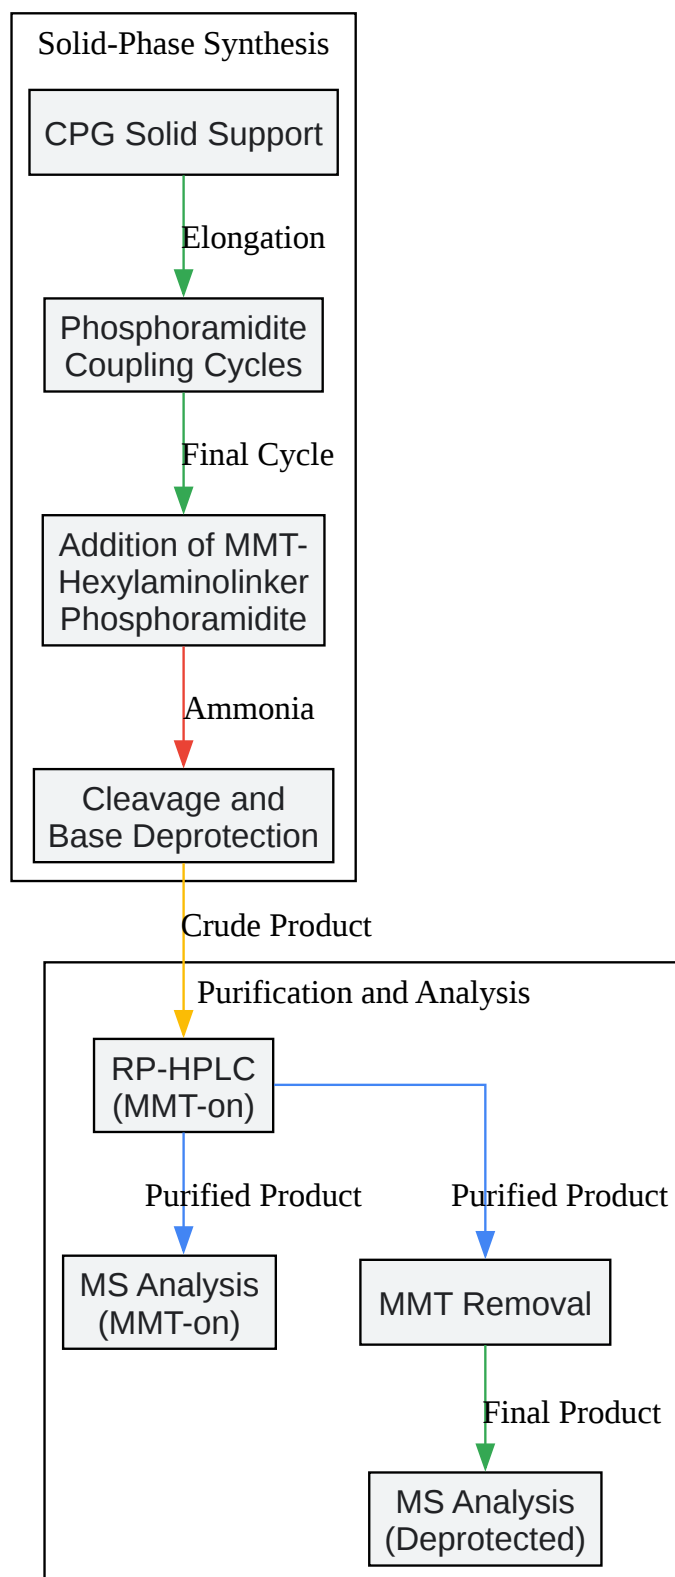 Solid-Phase Synthesis
CPG Solid Support
Elongation
Phosphoramidite
Coupling Cycles
Final Cycle
Addition of MMT-
Hexylaminolinker
Phosphoramidite
Ammonia
Cleavage and
Base Deprotection
Crude Product
Purification and Analysis
RP-HPLC
(MMT-on)
Purified Product
Purified Product
MS Analysis
(MMT-on)
MMT Removal
Final Product
MS Analysis
(Deprotected)